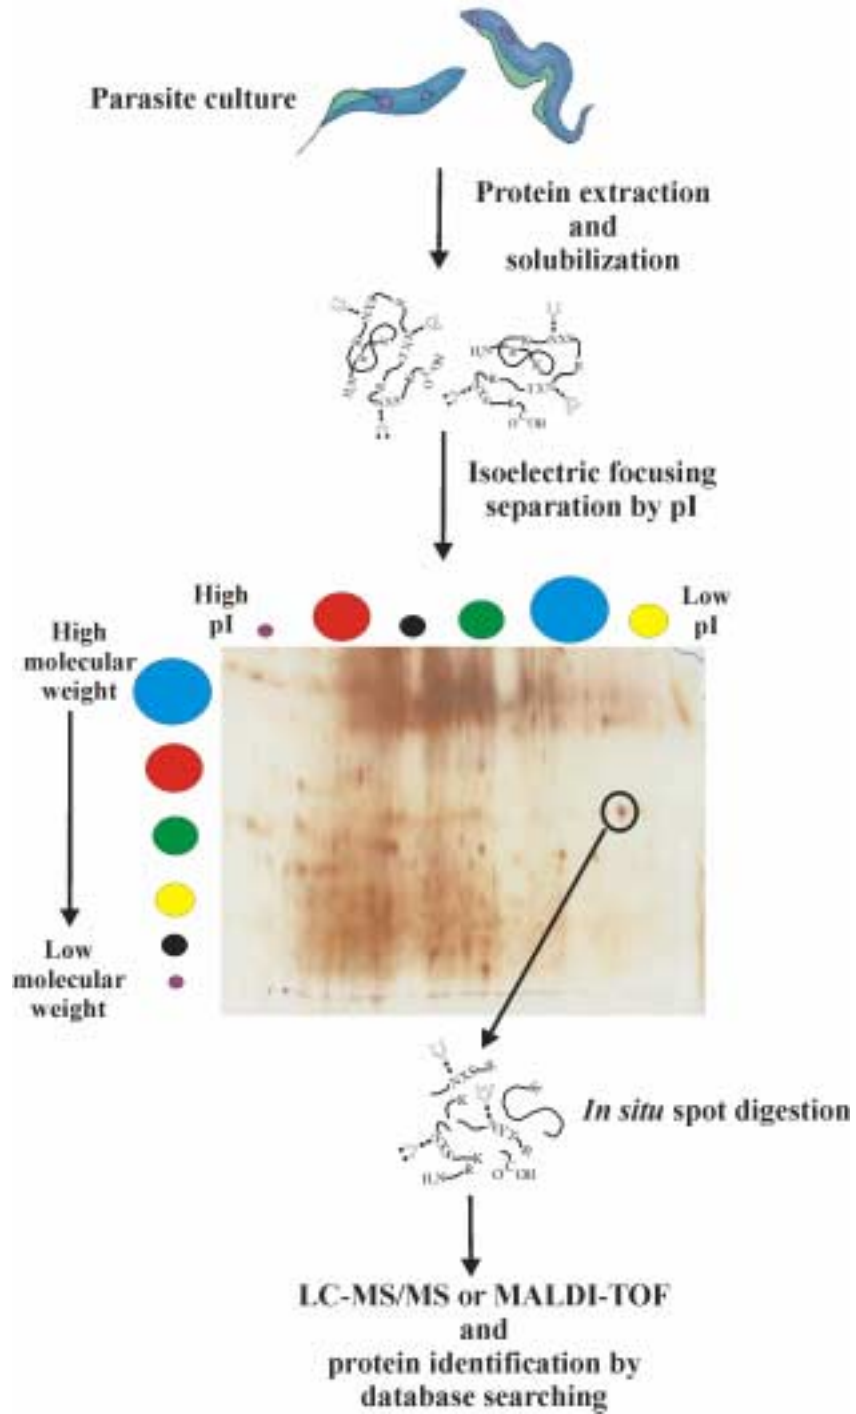 Parasite culture
Protein extraction
and
solubilization
Isoelectric focusing
separation by pI
High
pI
Low
pI
High
molecular
weight
Low
molecular
weight
In situ spot digestion
LC-MS/MS or MALDI-TOF
and
protein identification by
database searching